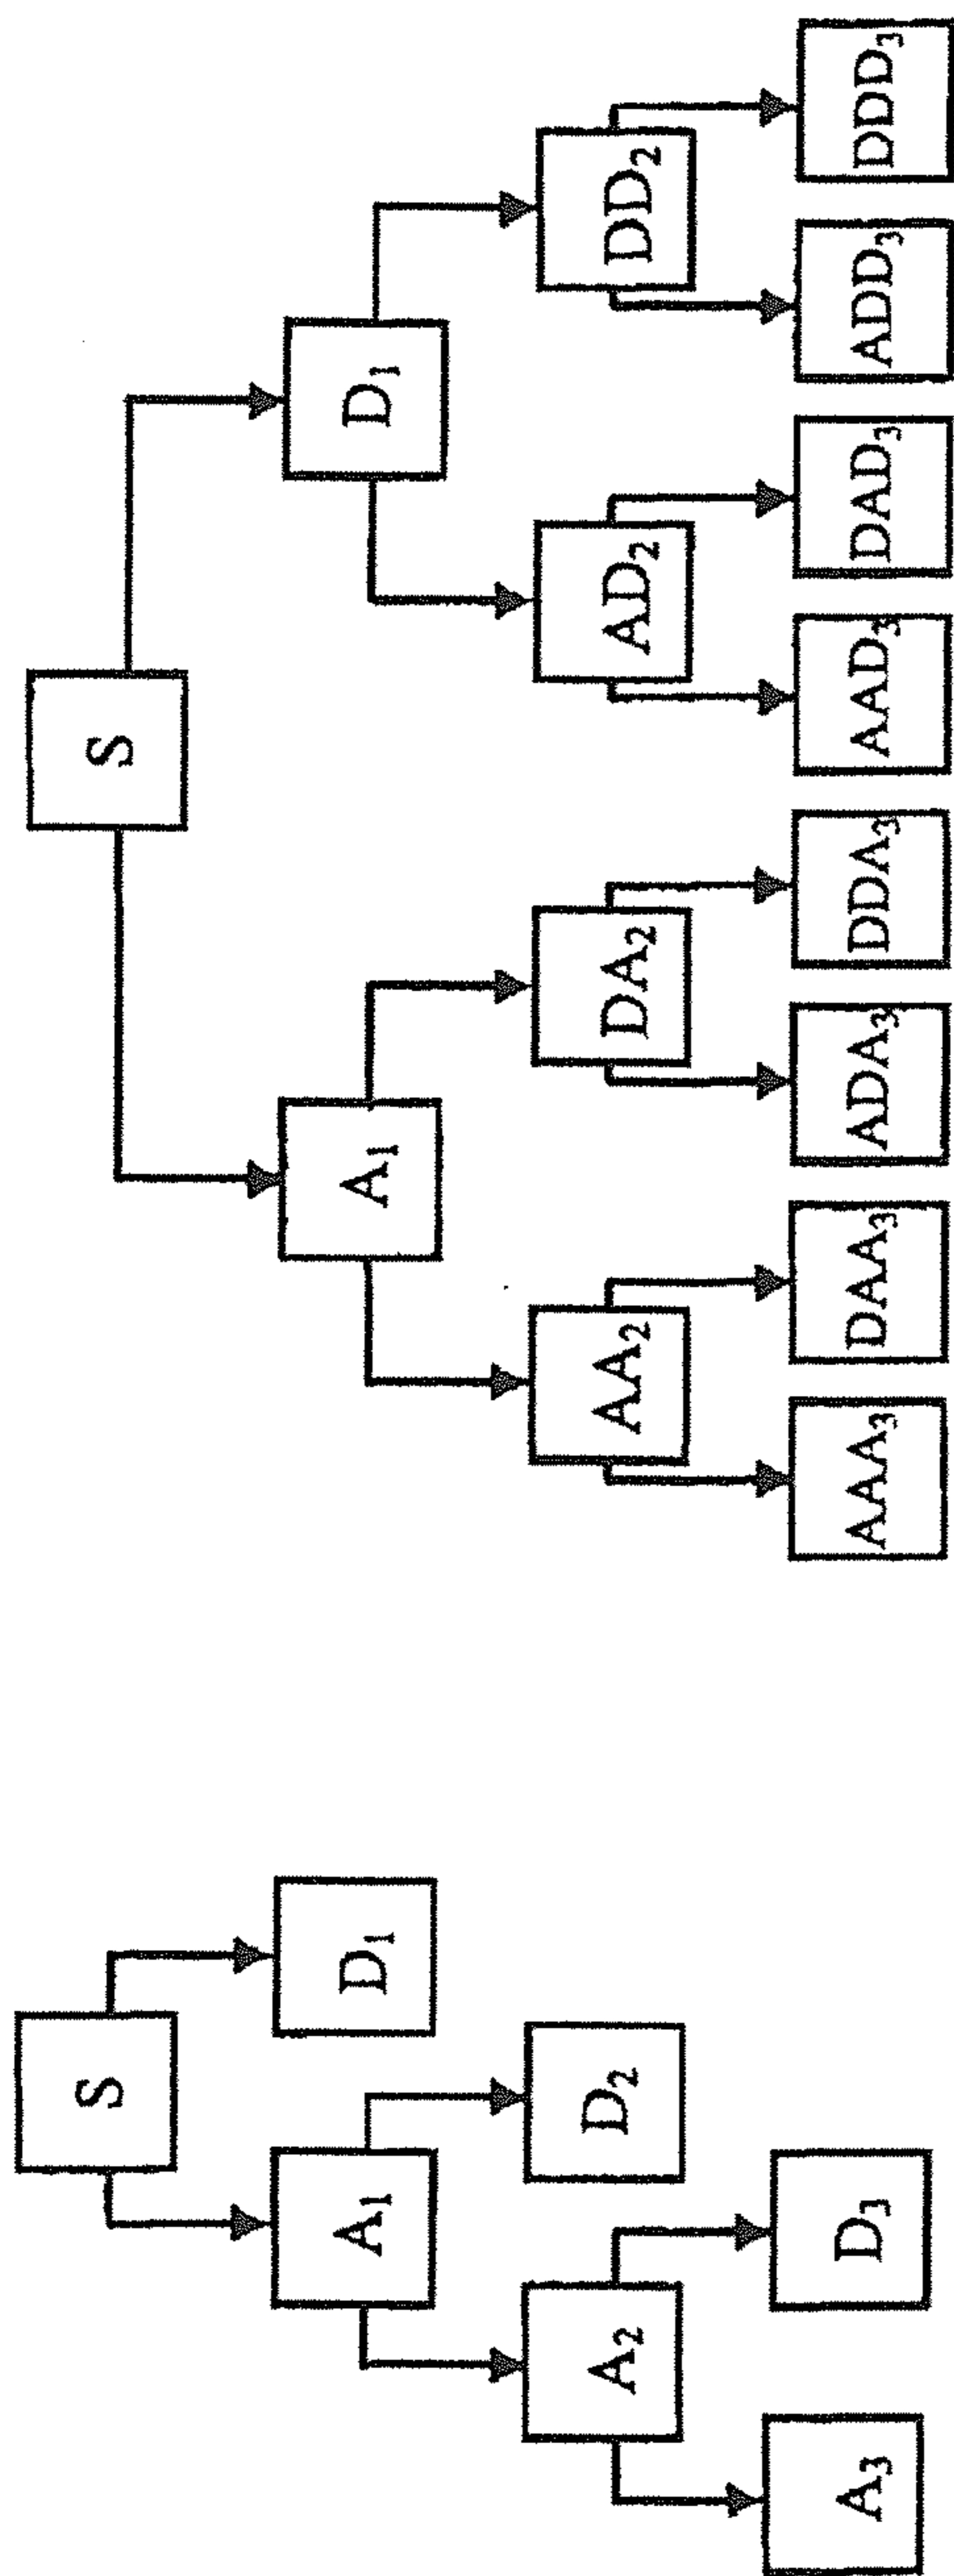 S
A₁ D₁
A₂ D₂
A₃ D₃
S
A₁ D₁
AA₂ DA₂ AD₂ DD₂
AAA₃ DAA₃ ADA₃ DDA₃ AAD₃ DAD₃ ADD₃ DDD₃